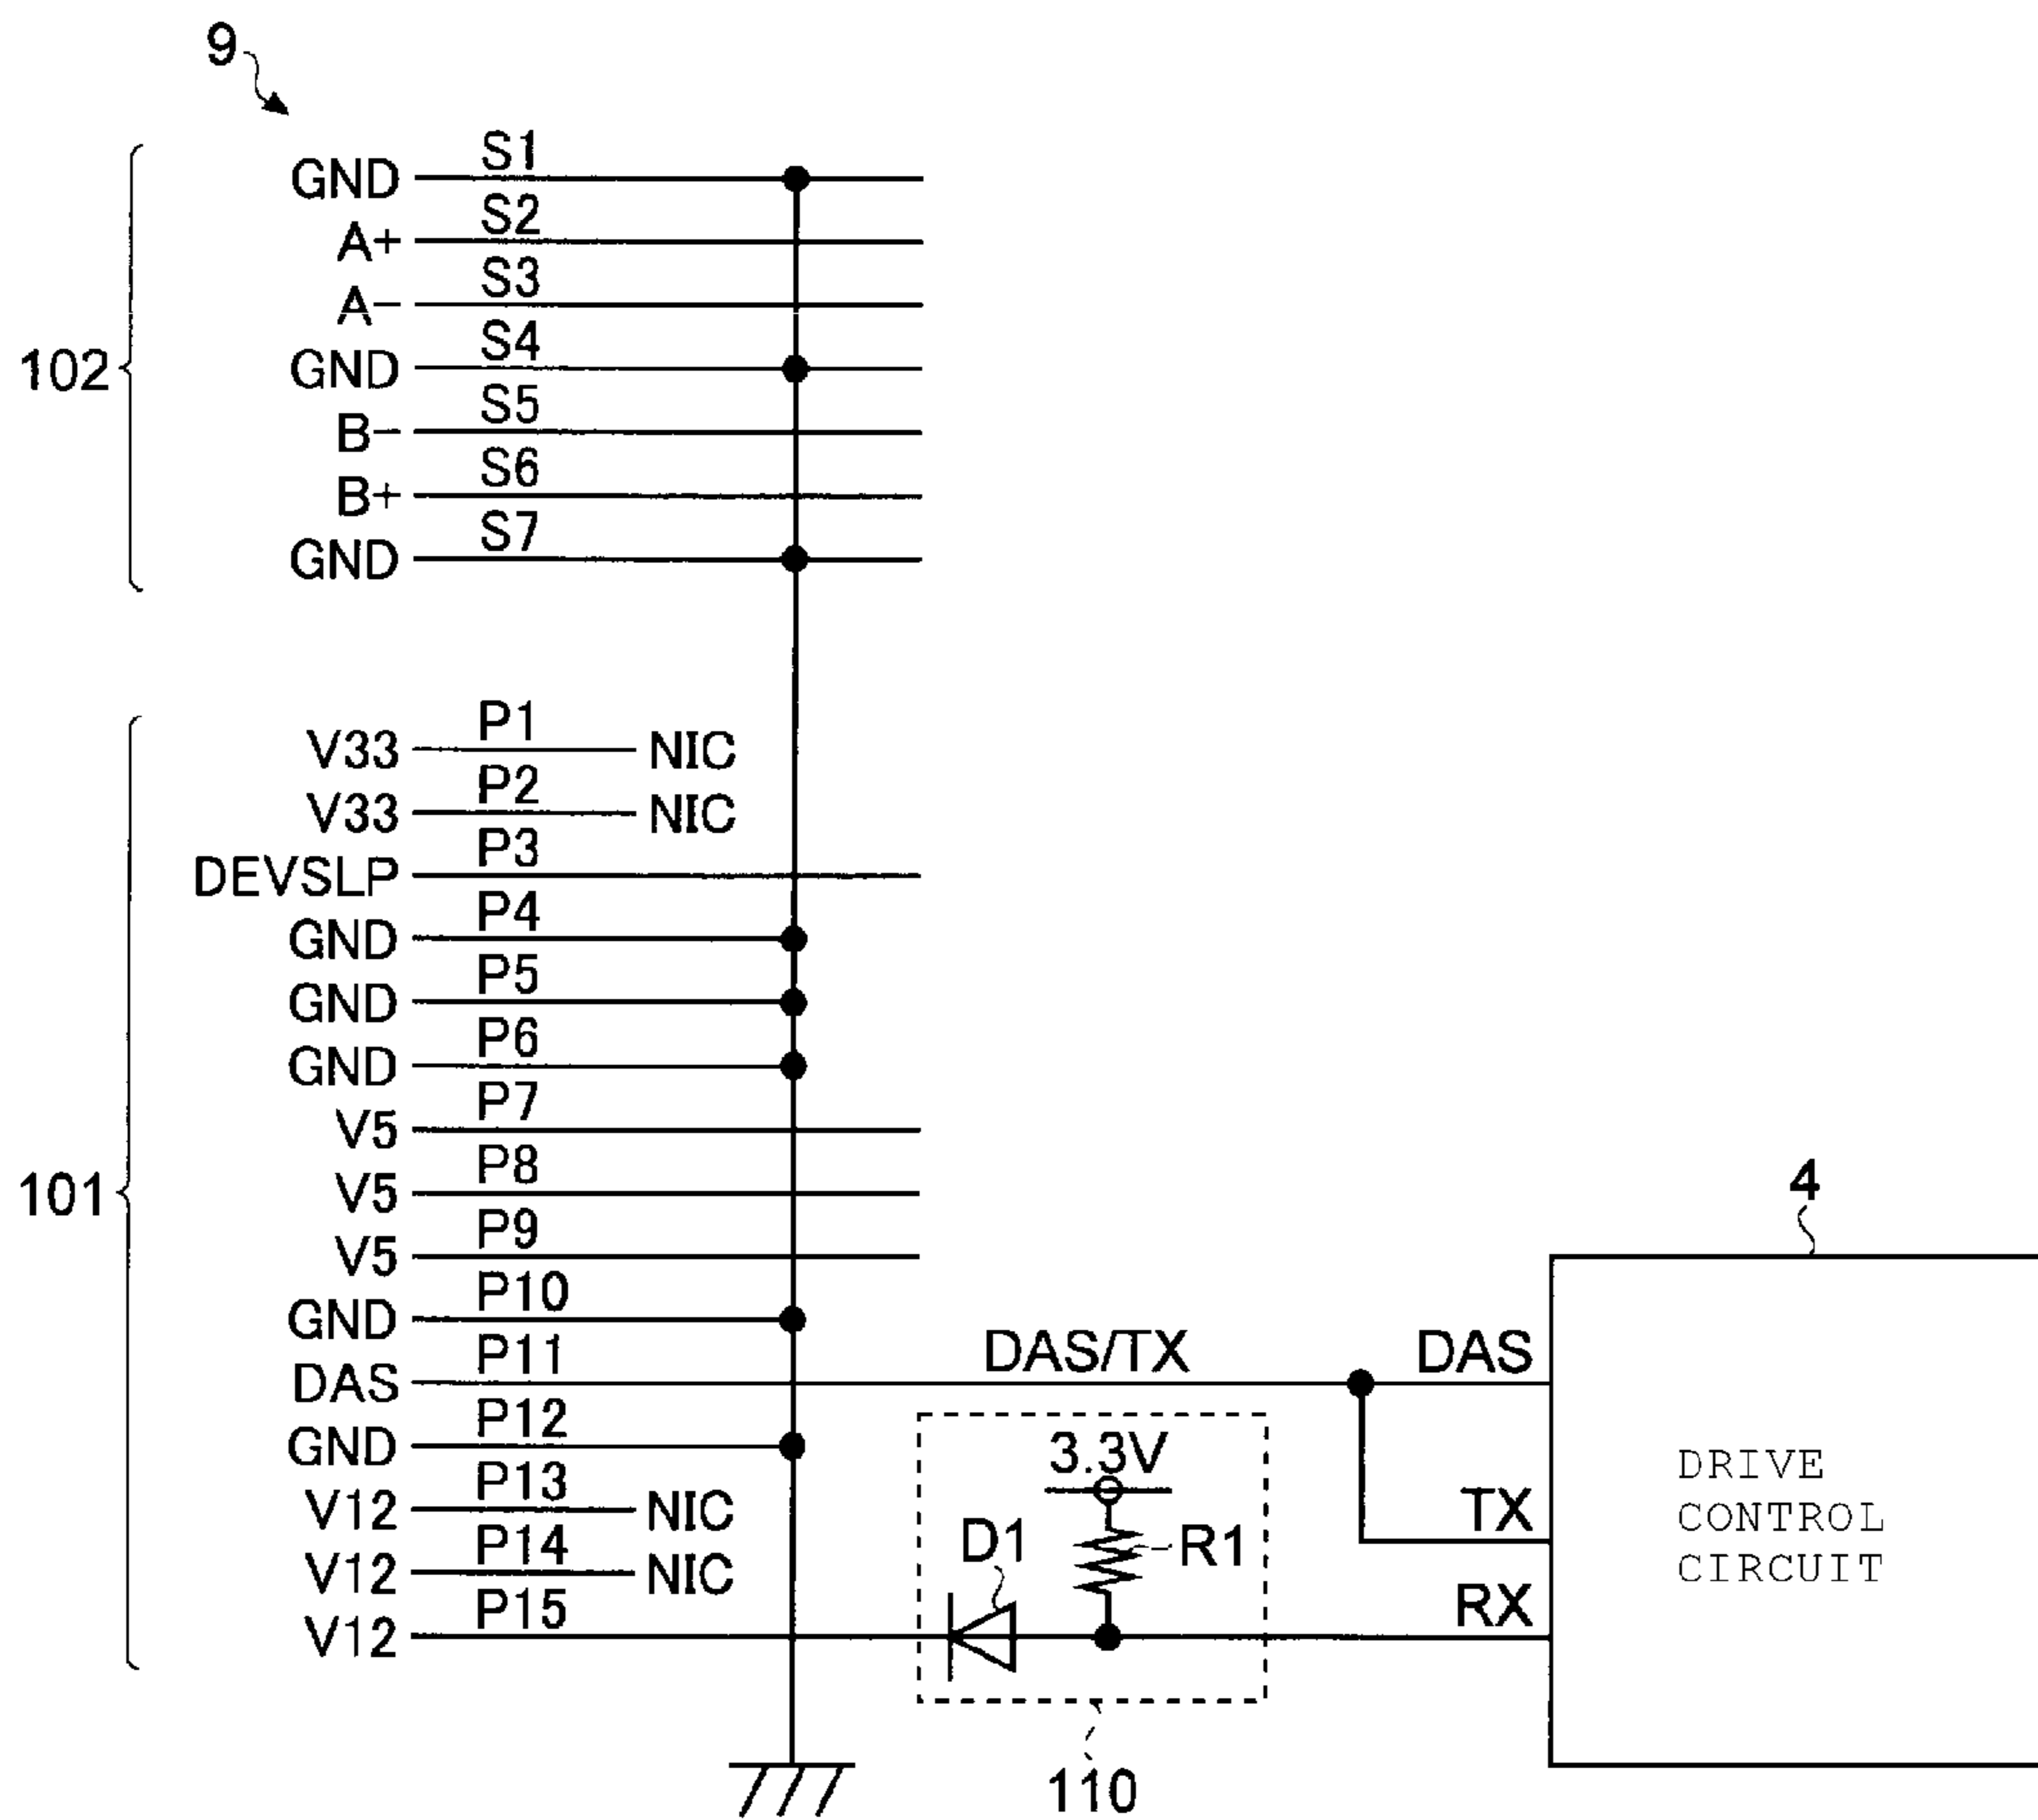 9
102
GND S1
A+ S2
A- S3
GND S4
B- S5
B+ S6
GND S7
101
V33 P1 NIC
V33 P2 NIC
DEVSLP P3
GND P4
GND P5
GND P6
V5 P7
V5 P8
V5 P9
GND P10
DAS P11 DAS/TX DAS
GND P12
V12 P13 NIC
V12 P14 NIC
V12 P15
3.3V
D1
R1
110
4
TX
RX
DRIVE
CONTROL
CIRCUIT